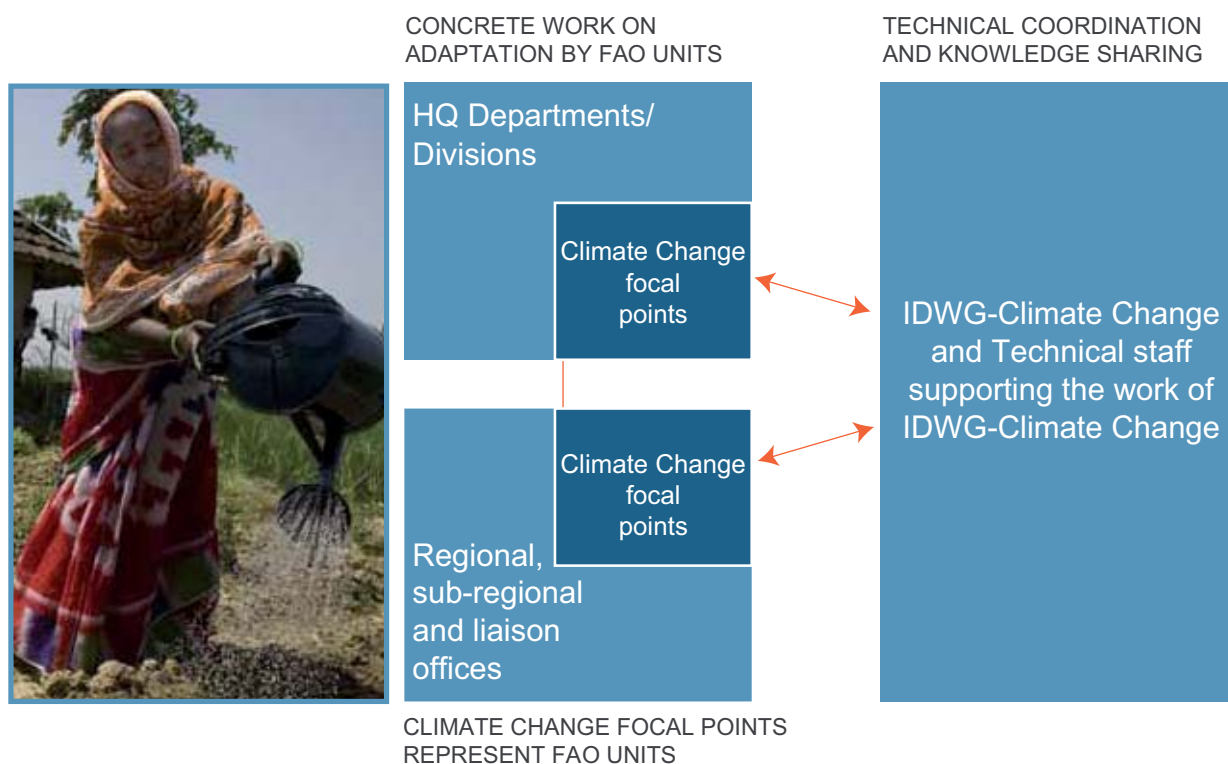 CONCRETE WORK ON
ADAPTATION BY FAO UNITS
TECHNICAL COORDINATION
AND KNOWLEDGE SHARING
HQ Departments/
Divisions
Climate Change
focal
points
IDWG-Climate Change
and Technical staff
supporting the work of
IDWG-Climate Change
Climate Change
focal
points
Regional,
sub-regional
and liaison
offices
CLIMATE CHANGE FOCAL POINTS
REPRESENT FAO UNITS